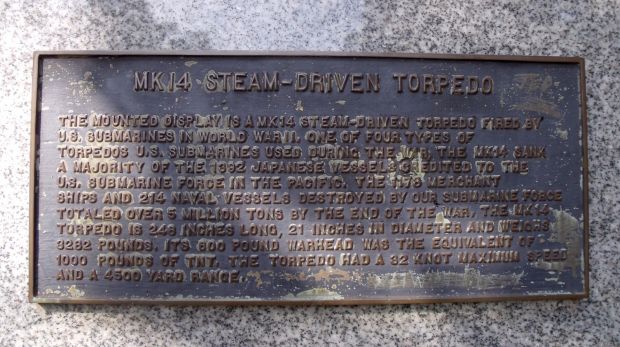 MK14 STEAM-DRIVEN TORPEDO
THE MOUNTED DISPLAY IS A MK14 STEAM-DRIVEN TORPEDO FIRED BY
U.S. SUBMARINES IN WORLD WAR II. ONE OF FOUR TYPES OF
TORPEDOS U.S. SUBMARINES USED DURING THE WAR, THE MK14 SANK
A MAJORITY OF THE 1392 JAPANESE VESSELS CREDITED TO THE
U.S. SUBMARINE FORCE IN THE PACIFIC. THE 1178 MERCHANT
SHIPS AND 214 NAVAL VESSELS DESTROYED BY OUR SUBMARINE FORCE
TOTALED OVER 5 MILLION TONS BY THE END OF THE WAR. THE MK14
TORPEDO IS 246 INCHES LONG, 21 INCHES IN DIAMETER AND WEIGHS
3282 POUNDS. ITS 600 POUND WARHEAD WAS THE EQUIVALENT OF
1000 POUNDS OF TNT. THE TORPEDO HAD A 32 KNOT MAXIMUM SPEED
AND A 4500 YARD RANGE.